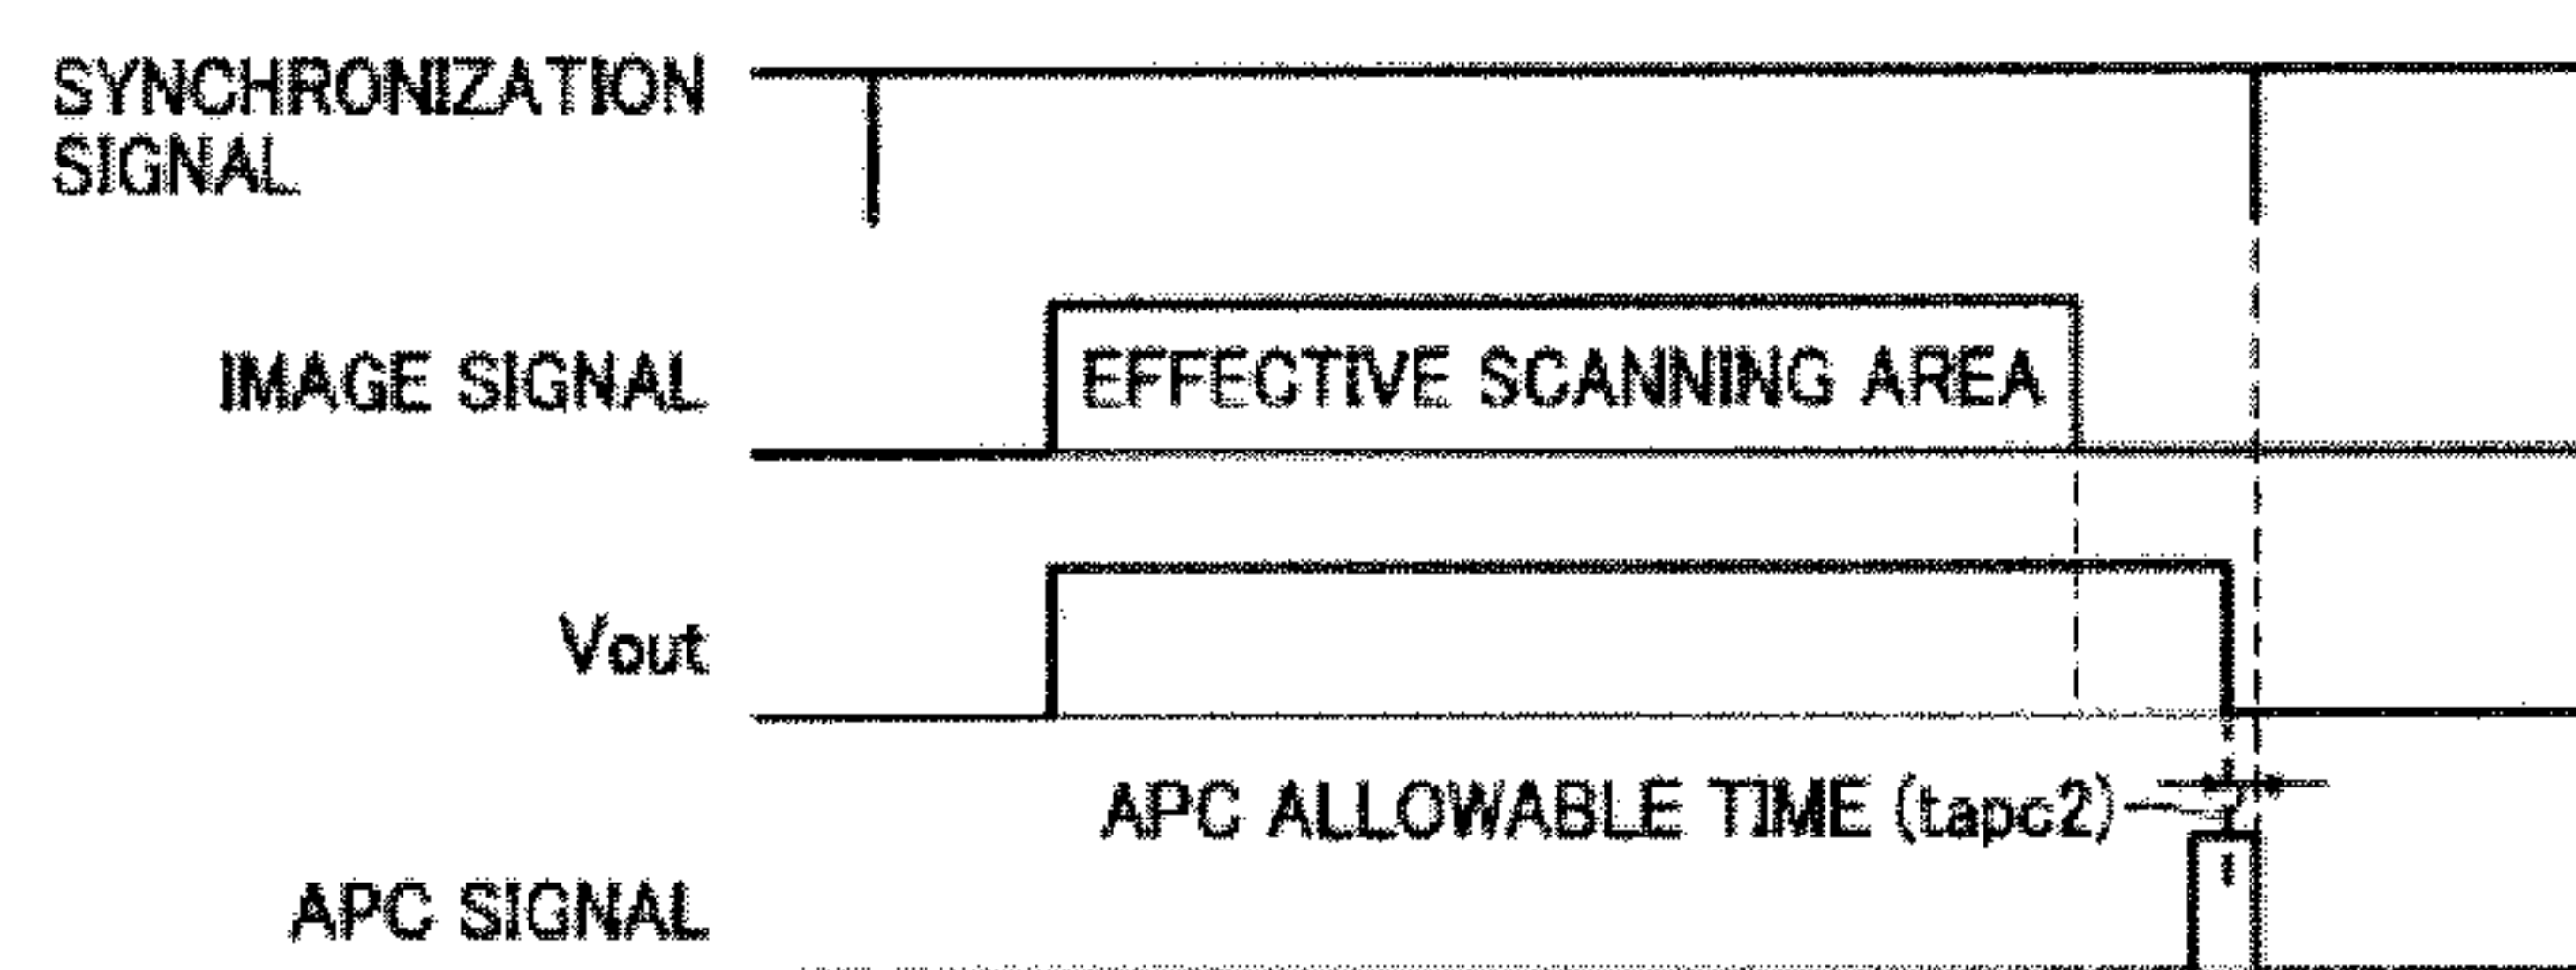 SYNCHRONIZATION
SIGNAL
IMAGE SIGNAL
EFFECTIVE SCANNING AREA
Vout
APC ALLOWABLE TIME (tapc2)
APC SIGNAL